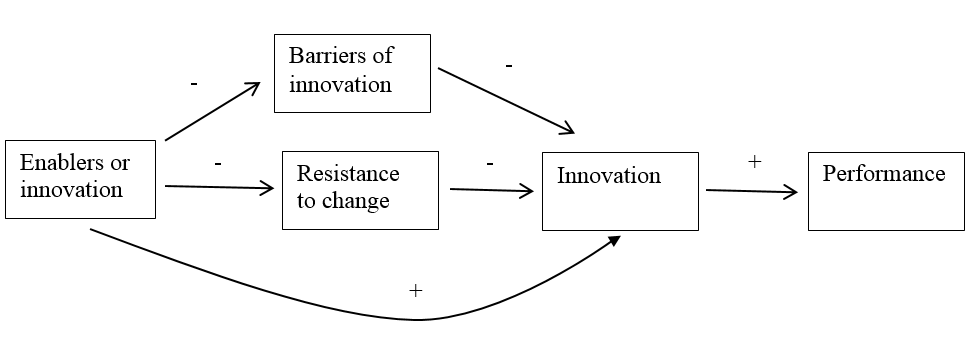 Barriers of
innovation
-
-
Enablers or
innovation
-
Resistance
to change
-
Innovation
+
Performance
+